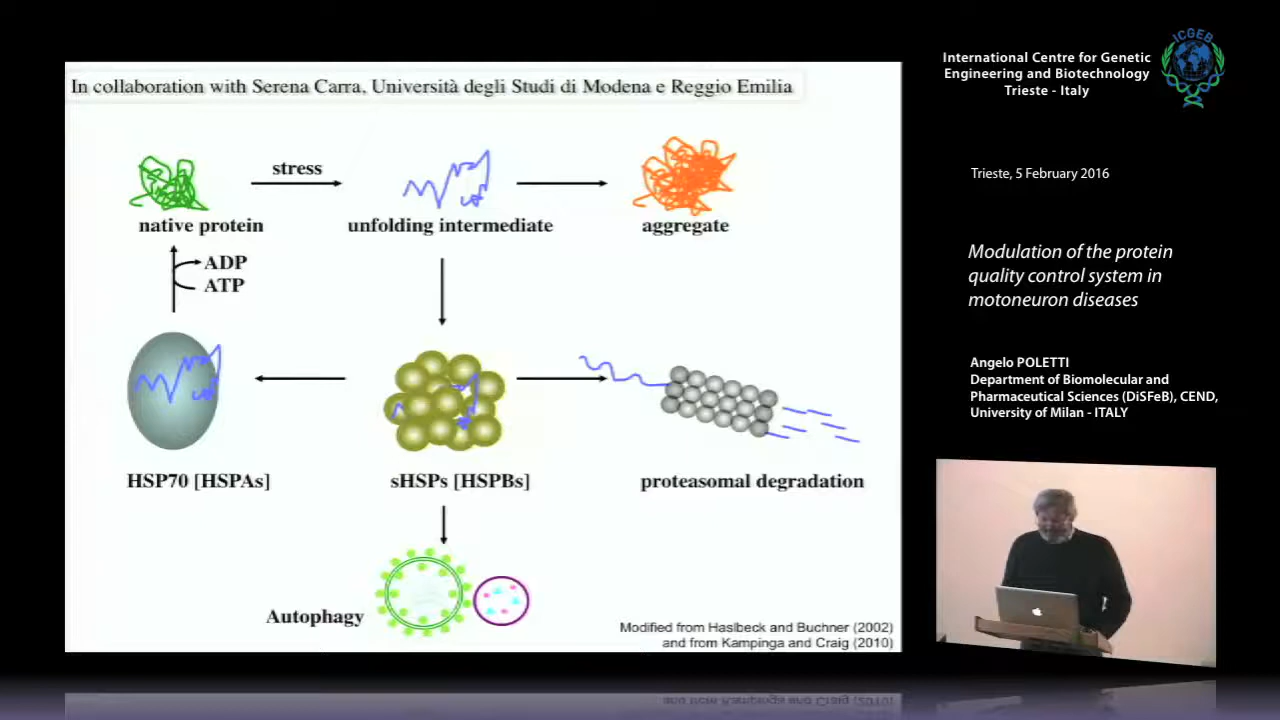 In collaboration with Serena Carra, Università degli Studi di Modena e Reggio Emilia
stress
native protein
unfolding intermediate
aggregate
ADP
ATP
HSP70 [HSPAs]
sHSPs [HSPBs]
proteasomal degradation
Autophagy
Modified from Haslbeck and Buchner (2002)
and from Kampinga and Craig (2010)
International Centre for Genetic
Engineering and Biotechnology
Trieste - Italy
ICGEB
Trieste, 5 February 2016
Modulation of the protein
quality control system in
motoneuron diseases
Angelo POLETTI
Department of Biomolecular and
Pharmaceutical Sciences (DiSFeB), CEND,
University of Milan - ITALY